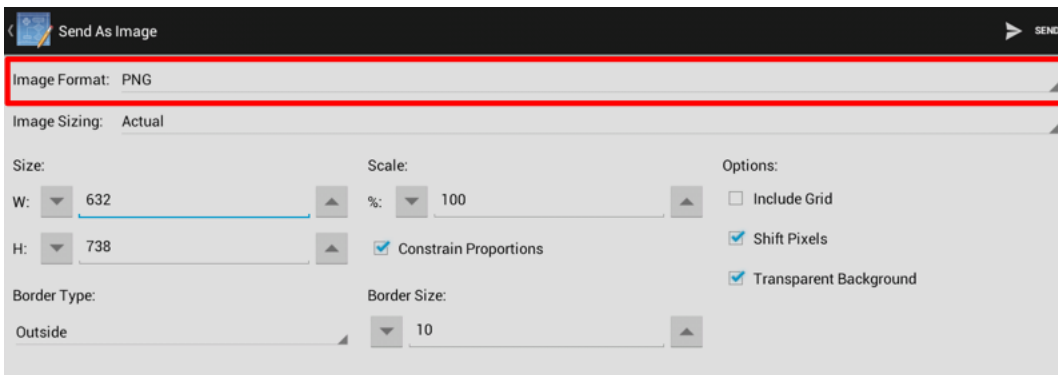 Send As Image SEND
Image Format: PNG
Image Sizing: Actual
Size: Scale: Options:
W: 632 %: 100 Include Grid
H: 738 Constrain Proportions Shift Pixels
Transparent Background
Border Type: Border Size:
Outside 10